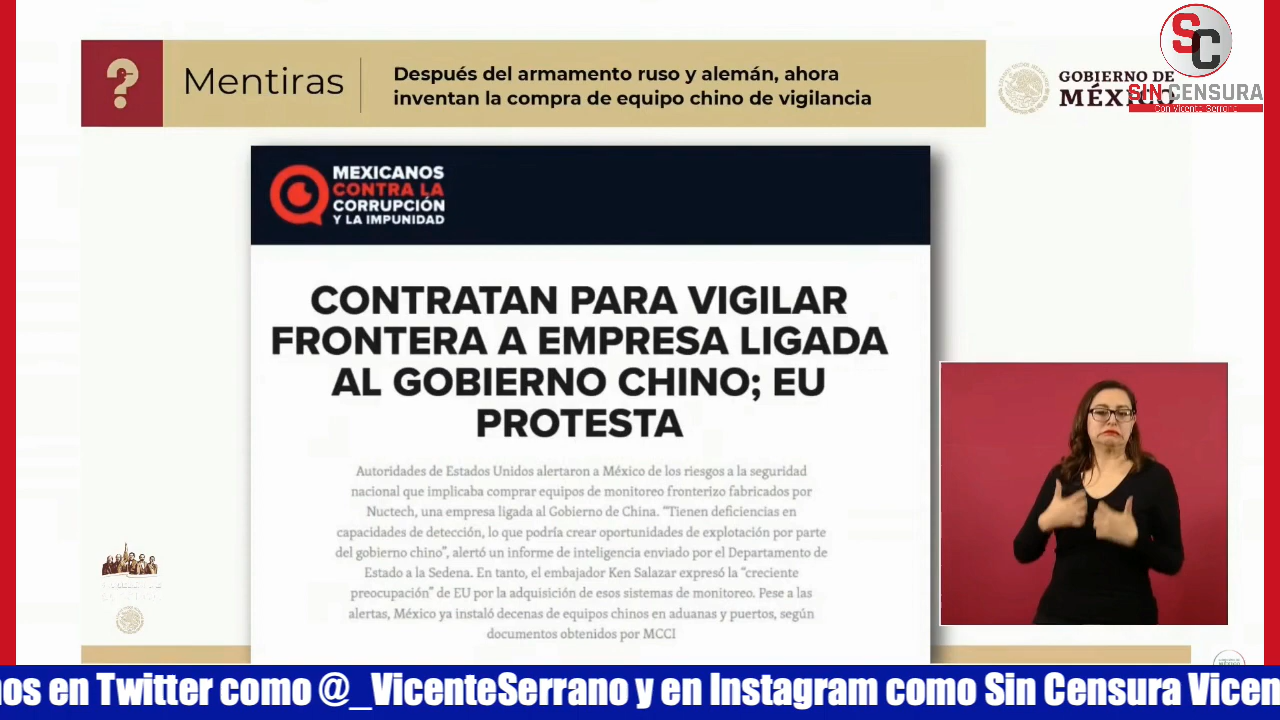 ?
Mentiras
Después del armamento ruso y alemán, ahora
inventan la compra de equipo chino de vigilancia
GOBIERNO DE
MÉXICO
SC
SIN CENSURA
Con Vicente Serrano
MEXICANOS
CONTRA LA
CORRUPCIÓN
Y LA IMPUNIDAD
CONTRATAN PARA VIGILAR
FRONTERA A EMPRESA LIGADA
AL GOBIERNO CHINO; EU
PROTESTA
Autoridades de Estados Unidos alertaron a México de los riesgos a la seguridad
nacional que implicaba comprar equipos de monitoreo fronterizo fabricados por
Nuctech, una empresa ligada al Gobierno de China. “Tienen deficiencias en
capacidades de detección, lo que podría crear oportunidades de explotación por parte
del gobierno chino”, alertó un informe de inteligencia enviado por el Departamento de
Estado a la Sedena. En tanto, el embajador Ken Salazar expresó la “creciente
preocupación” de EU por la adquisición de esos sistemas de monitoreo. Pese a las
alertas, México ya instaló decenas de equipos chinos en aduanas y puertos, según
documentos obtenidos por MCCI
nos en Twitter como @_VicenteSerrano y en Instagram como Sin Censura Vicen